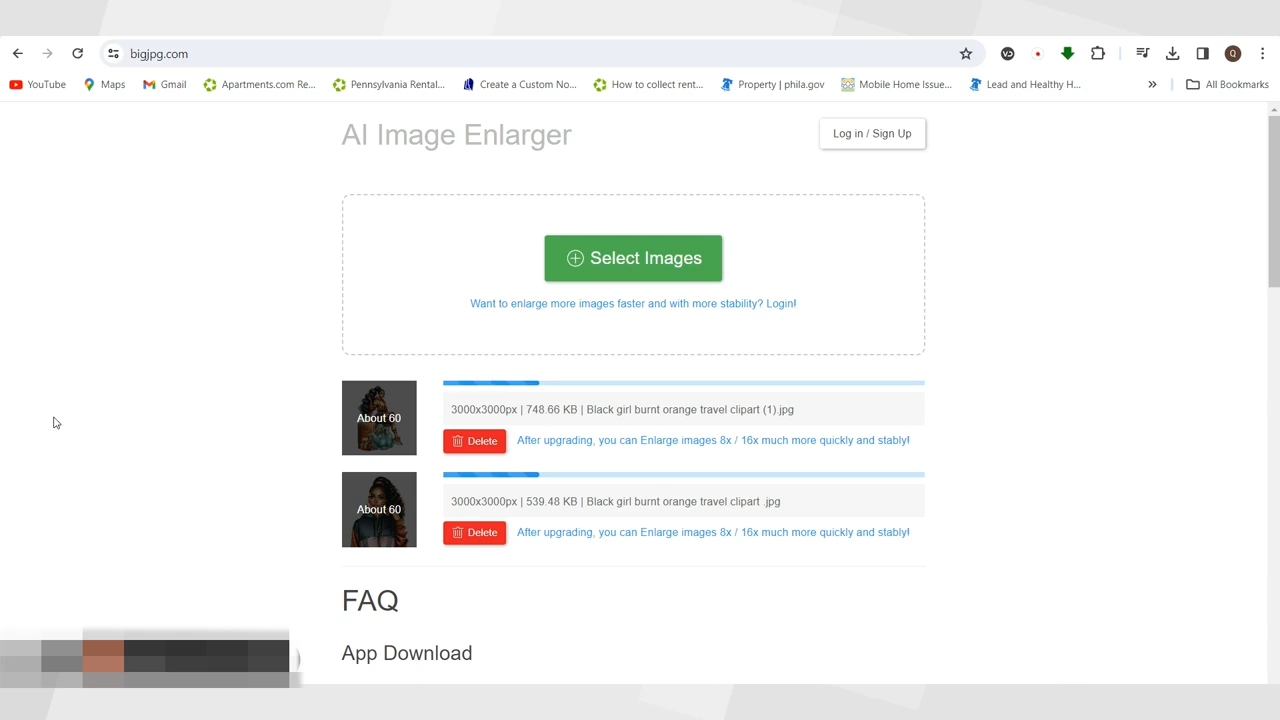 bigjpg.com
YouTube Maps Gmail Apartments.com Re... Pennsylvania Rental... Create a Custom No... How to collect rent... Property | phila.gov Mobile Home Issue... Lead and Healthy H... » All Bookmarks
AI Image Enlarger
Log in / Sign Up
Select Images
Want to enlarge more images faster and with more stability? Login!
About 60
3000x3000px | 748.66 KB | Black girl burnt orange travel clipart (1).jpg
Delete
After upgrading, you can Enlarge images 8x / 16x much more quickly and stably!
About 60
3000x3000px | 539.48 KB | Black girl burnt orange travel clipart .jpg
Delete
After upgrading, you can Enlarge images 8x / 16x much more quickly and stably!
FAQ
App Download